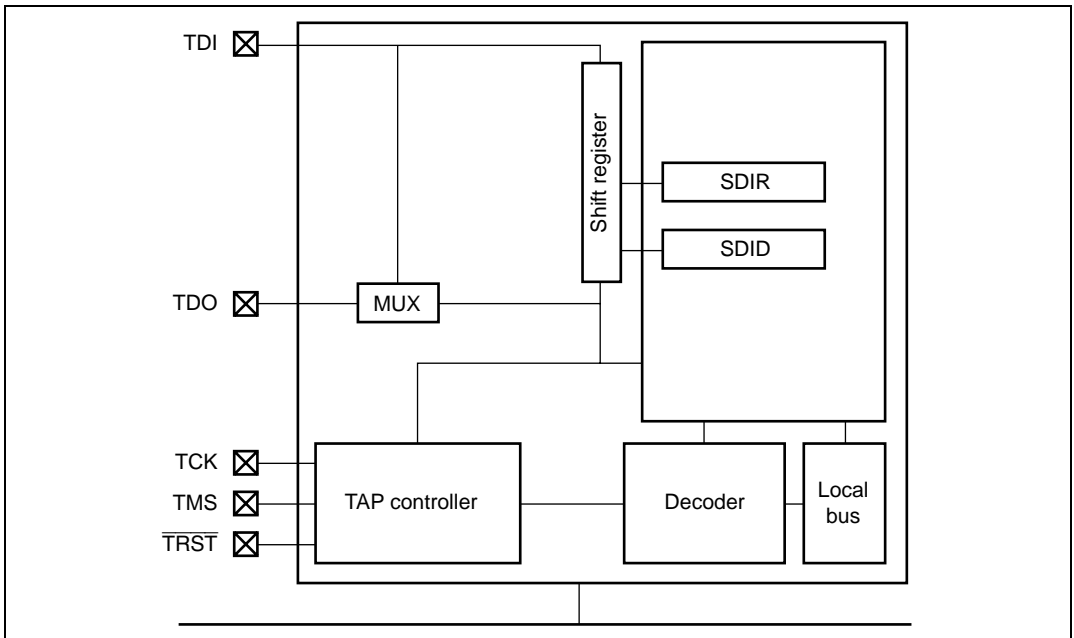 TDI
Shift register
SDIR
SDID
TDO
MUX
TCK
TMS
TRST
TAP controller
Decoder
Local
bus